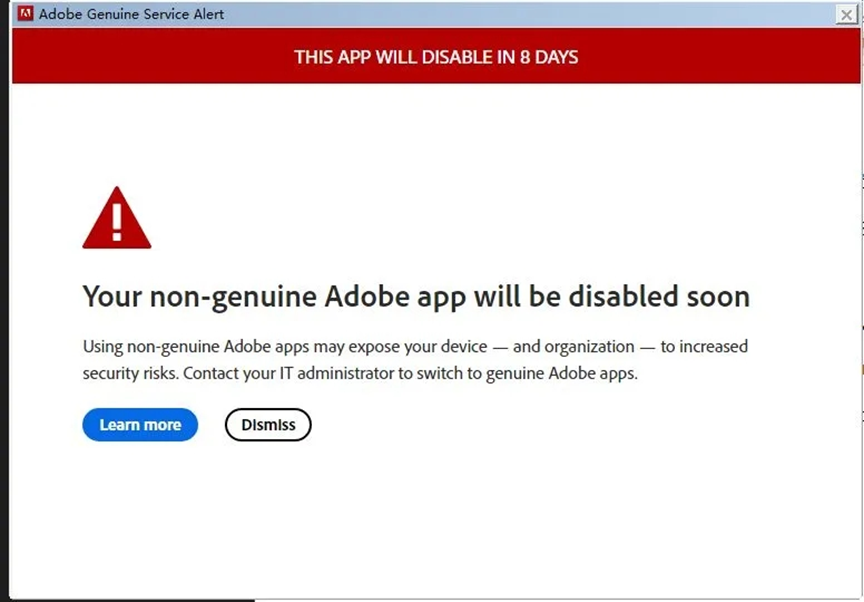 Adobe Genuine Service Alert
THIS APP WILL DISABLE IN 8 DAYS
Your non-genuine Adobe app will be disabled soon
Using non-genuine Adobe apps may expose your device — and organization — to increased
security risks. Contact your IT administrator to switch to genuine Adobe apps.
Learn more
Dismiss